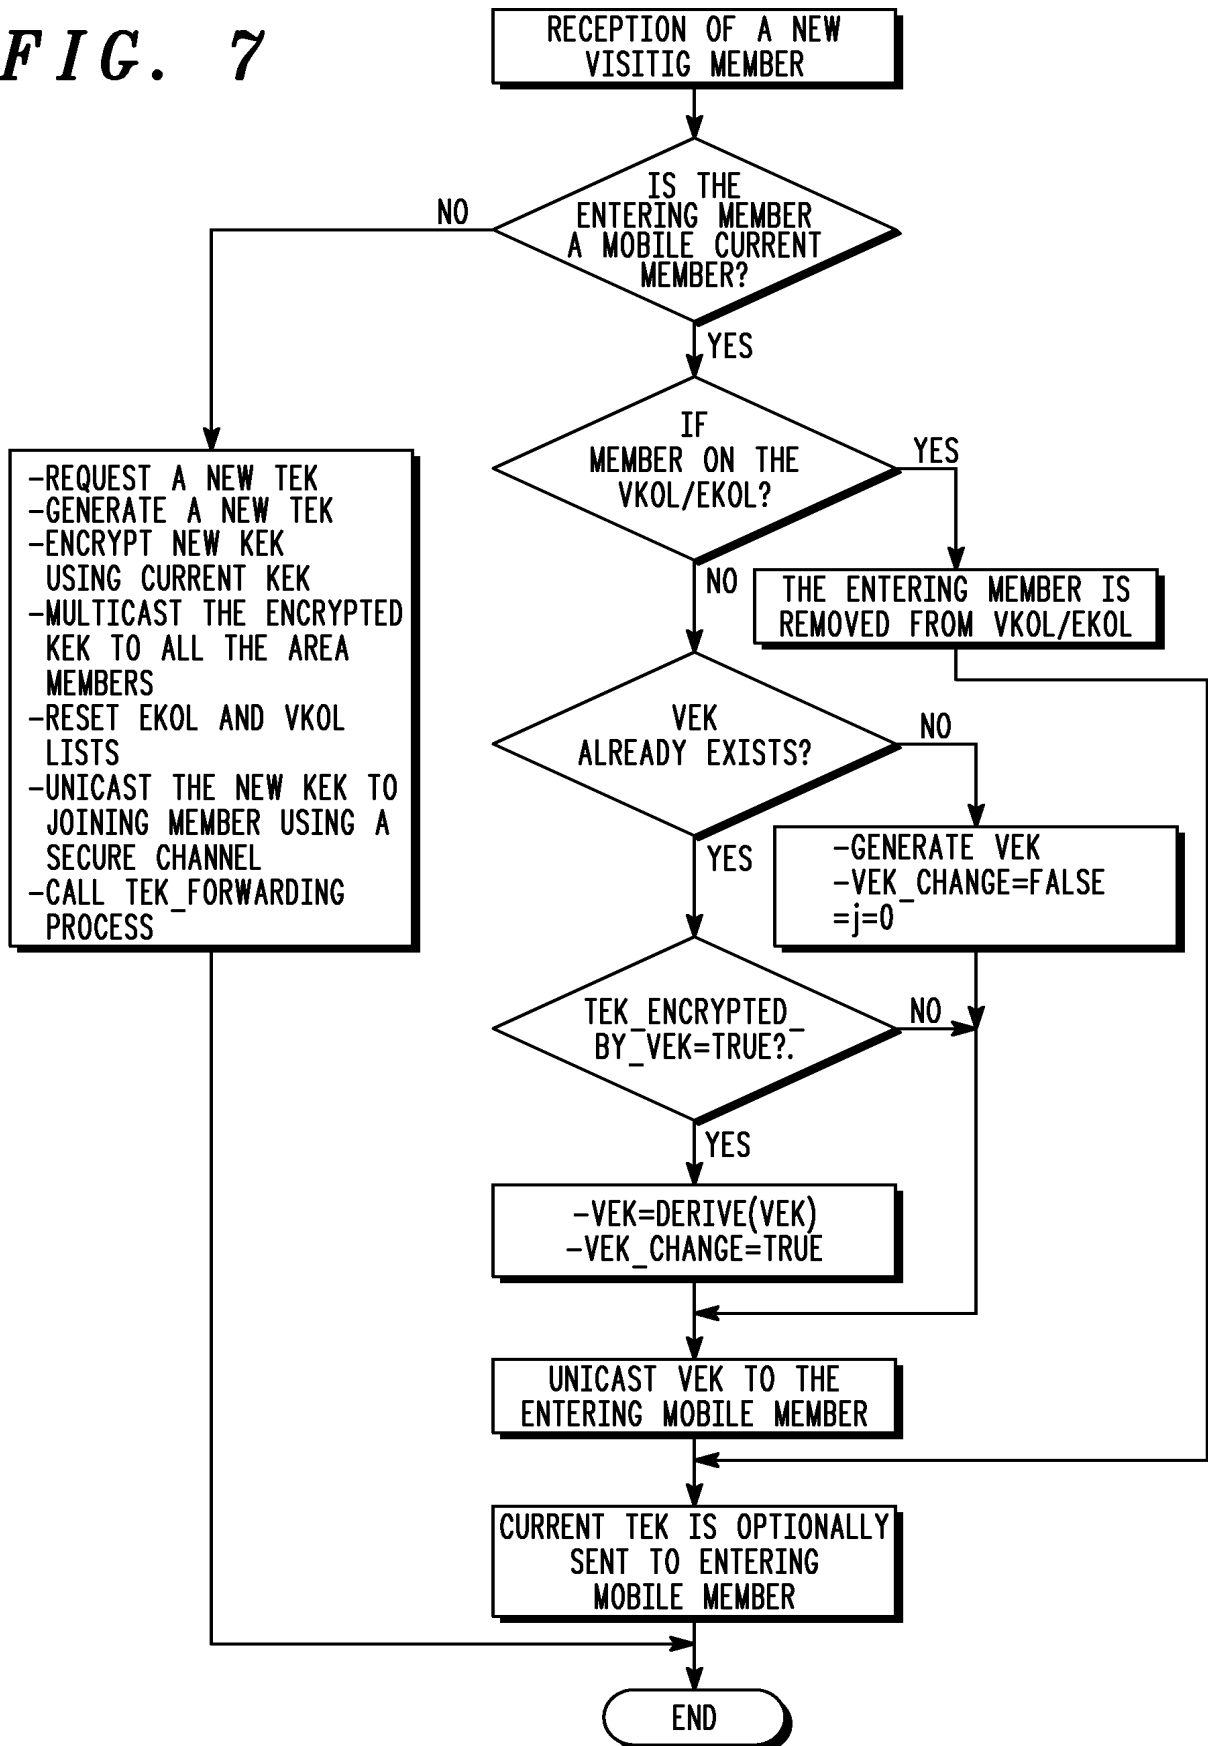 FIG. 7
RECEPTION OF A NEW
VISITIG MEMBER
IS THE
ENTERING MEMBER
A MOBILE CURRENT
MEMBER?
NO
YES
IF
MEMBER ON THE
VKOL/EKOL?
YES
NO
-REQUEST A NEW TEK
-GENERATE A NEW TEK
-ENCRYPT NEW KEK
USING CURRENT KEK
-MULTICAST THE ENCRYPTED
KEK TO ALL THE AREA
MEMBERS
-RESET EKOL AND VKOL
LISTS
-UNICAST THE NEW KEK TO
JOINING MEMBER USING A
SECURE CHANNEL
-CALL TEK_FORWARDING
PROCESS
THE ENTERING MEMBER IS
REMOVED FROM VKOL/EKOL
VEK
ALREADY EXISTS?
NO
YES
-GENERATE VEK
-VEK_CHANGE=FALSE
=j=0
TEK_ENCRYPTED_
BY_VEK=TRUE?.
NO
YES
-VEK=DERIVE(VEK)
-VEK_CHANGE=TRUE
UNICAST VEK TO THE
ENTERING MOBILE MEMBER
CURRENT TEK IS OPTIONALLY
SENT TO ENTERING
MOBILE MEMBER
END